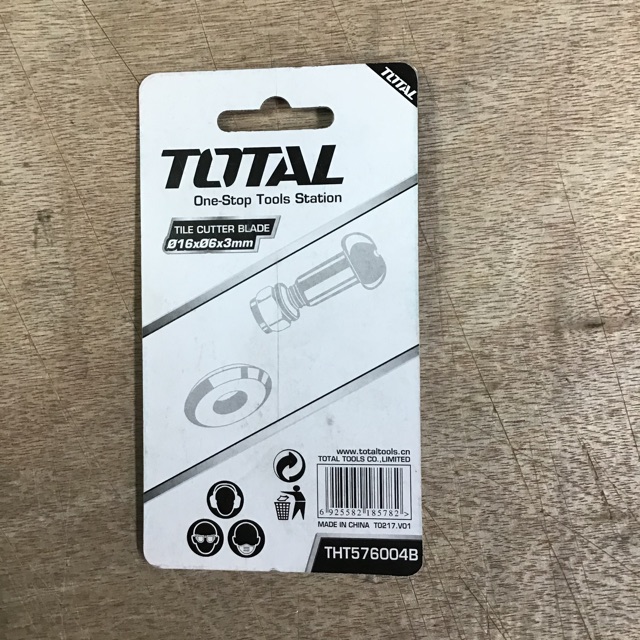 TOTAL
TOTAL
One-Stop Tools Station
TILE CUTTER BLADE
Ø16xØ6x3mm
www.totaltools.cn
TOTAL TOOLS CO.,LIMITED
6 925582 185782 >
MADE IN CHINA T0217.V01
THT576004B